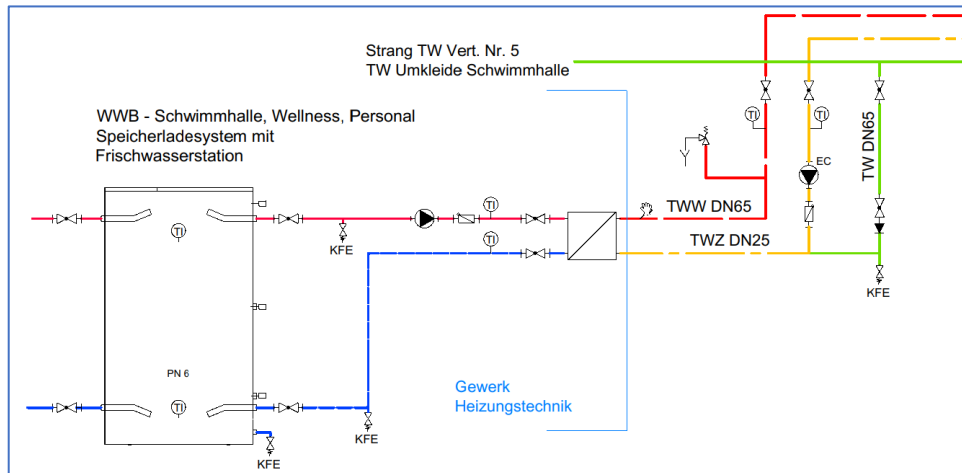 Strang TW Vert. Nr. 5
TW Umkleide Schwimmhalle
WWB - Schwimmhalle, Wellness, Personal
Speicherladesystem mit
Frischwasserstation
TI
TI
EC
TW DN65
TI
TI
TWW DN65
KFE
TI
TWZ DN25
KFE
PN 6
Gewerk
Heizungstechnik
TI
KFE
KFE